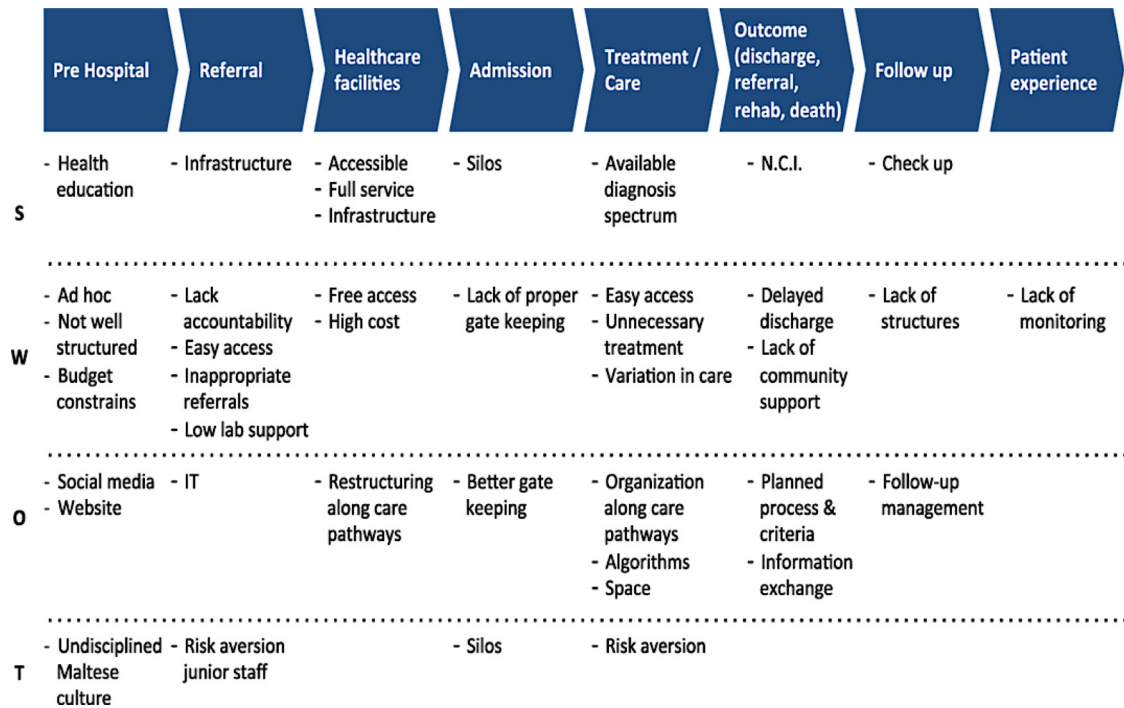 Pre Hospital
Referral
Healthcare
facilities
Admission
Treatment /
Care
Outcome
(discharge,
referral,
rehab, death)
Follow up
Patient
experience
S
- Health
education
- Infrastructure
- Accessible
- Full service
- Infrastructure
- Silos
- Available
diagnosis
spectrum
- N.C.I.
- Check up
W
- Ad hoc
- Not well
structured
- Budget
constrains
- Lack
accountability
- Easy access
- Inappropriate
referrals
- Low lab support
- Free access
- High cost
- Lack of proper
gate keeping
- Easy access
- Unnecessary
treatment
- Variation in care
- Delayed
discharge
- Lack of
community
support
- Lack of
structures
- Lack of
monitoring
O
- Social media
- Website
- IT
- Restructuring
along care
pathways
- Better gate
keeping
- Organization
along care
pathways
- Algorithms
- Space
- Planned
process &
criteria
- Information
exchange
- Follow-up
management
T
- Undisciplined
Maltese
culture
- Risk aversion
junior staff
- Silos
- Risk aversion